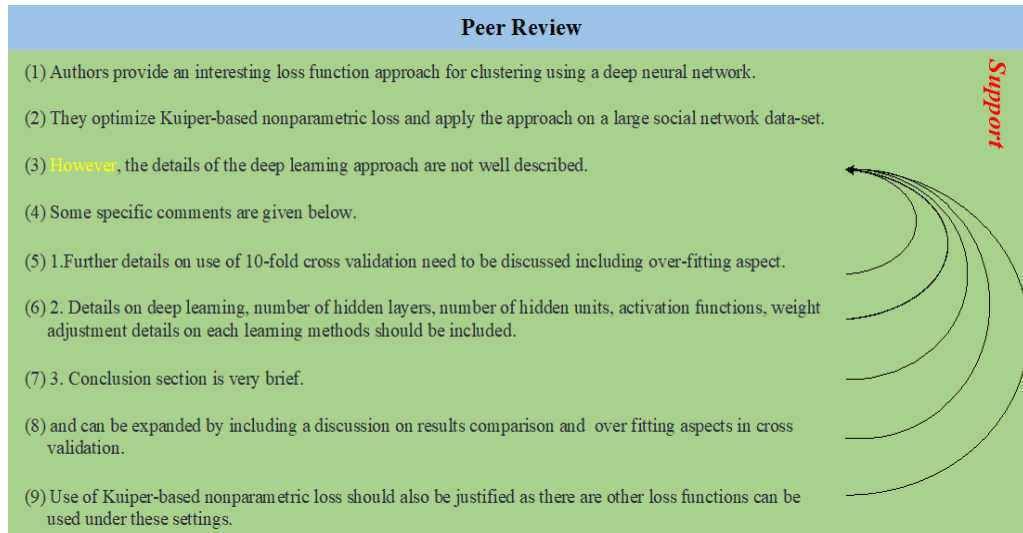 Peer Review
(1) Authors provide an interesting loss function approach for clustering using a deep neural network.
(2) They optimize Kuiper-based nonparametric loss and apply the approach on a large social network data-set.
(3) However, the details of the deep learning approach are not well described.
(4) Some specific comments are given below.
(5) 1.Further details on use of 10-fold cross validation need to be discussed including over-fitting aspect.
(6) 2. Details on deep learning, number of hidden layers, number of hidden units, activation functions, weight
adjustment details on each learning methods should be included.
(7) 3. Conclusion section is very brief.
(8) and can be expanded by including a discussion on results comparison and over fitting aspects in cross
validation.
(9) Use of Kuiper-based nonparametric loss should also be justified as there are other loss functions can be
used under these settings.
Support